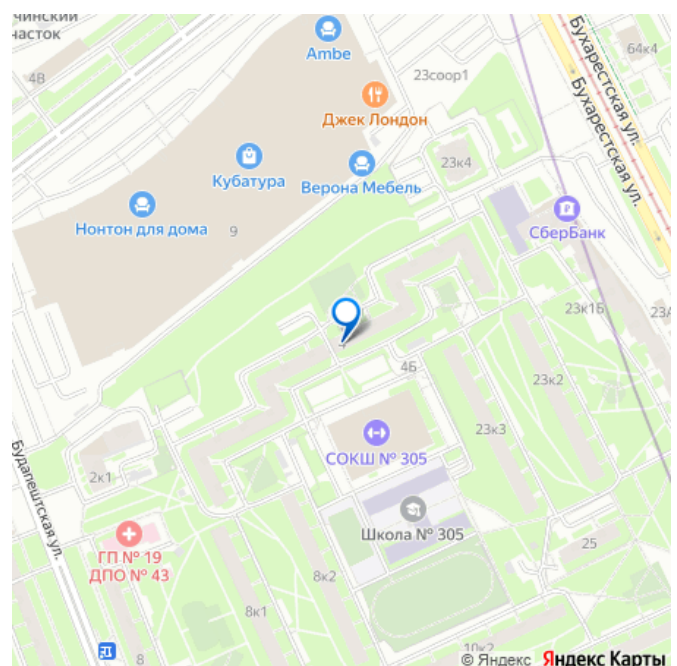 чинский
часток
4В
Ambe
23соор1
64к4
Бухарестская ул.
Бухарестская ул.
Джек Лондон
Кубатура
Верона Мебель
23к4
Нонтон для дома
9
СберБанк
23к1Б
23А
4
4Б
23к2
23к3
СОКШ № 305
2к1
Будапештская ул.
Школа № 305
ГП № 19
ДПО № 43
25
8к2
8к1
8
10к2
© Яндекс Яндекс Карты